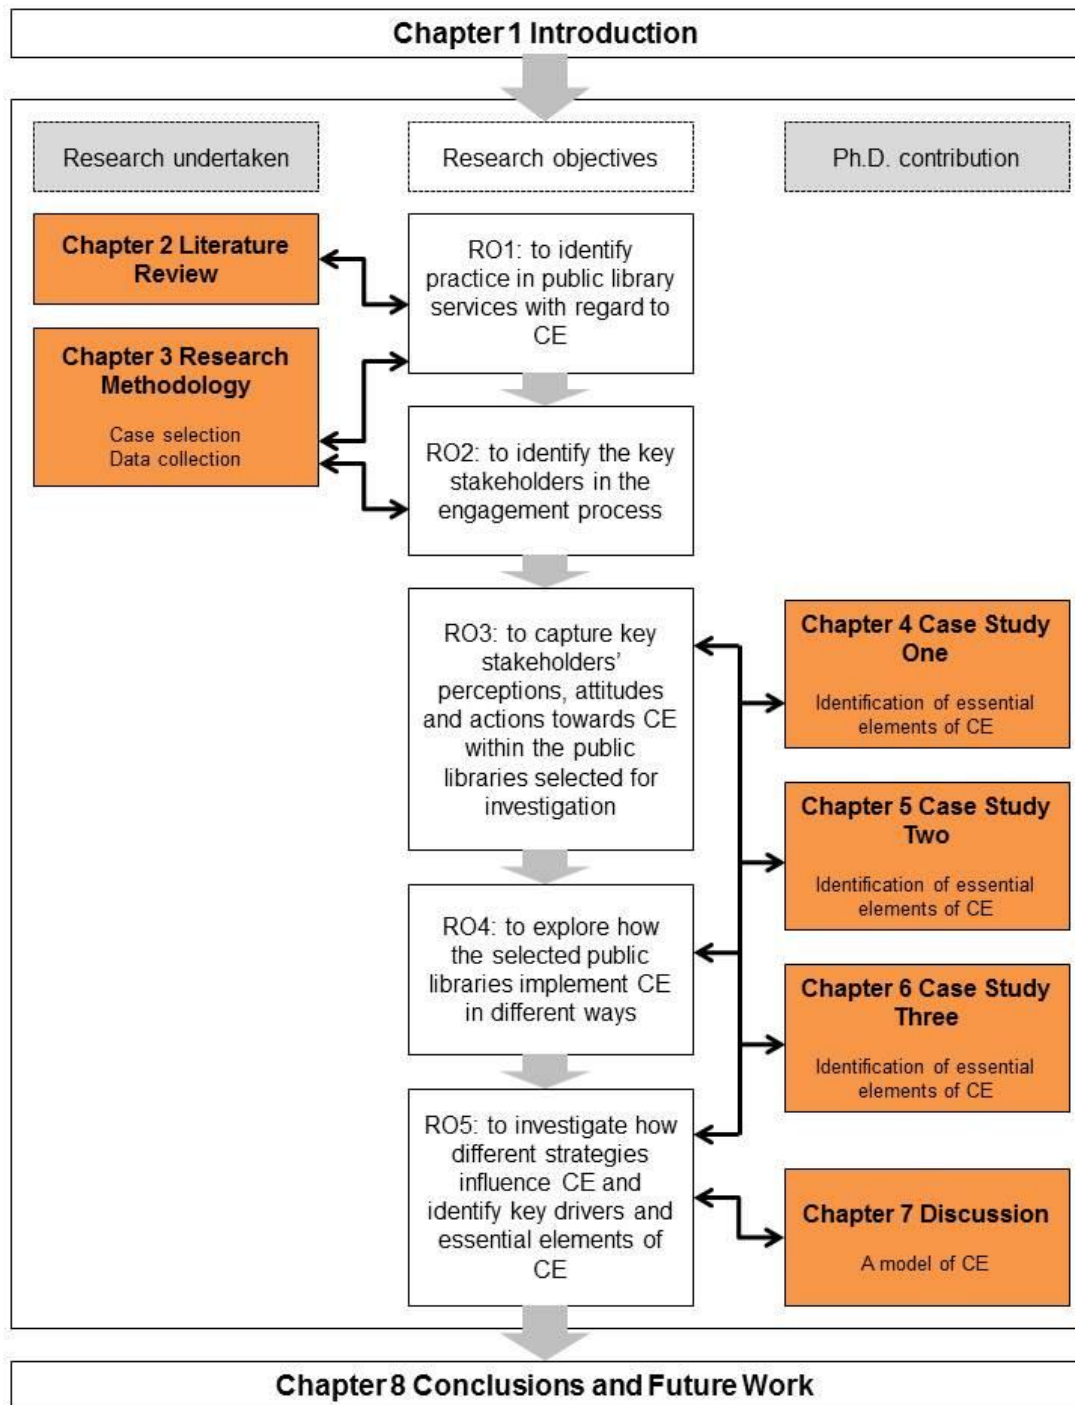 Chapter 1 Introduction
Research undertaken
Research objectives
Ph.D. contribution
Chapter 2 Literature
Review
RO1: to identify
practice in public library
services with regard to
CE
Chapter 3 Research
Methodology
Case selection
Data collection
RO2: to identify the key
stakeholders in the
engagement process
RO3: to capture key
stakeholders’
perceptions, attitudes
and actions towards CE
within the public
libraries selected for
investigation
Chapter 4 Case Study
One
Identification of essential
elements of CE
Chapter 5 Case Study
Two
Identification of essential
elements of CE
RO4: to explore how
the selected public
libraries implement CE
in different ways
Chapter 6 Case Study
Three
Identification of essential
elements of CE
RO5: to investigate how
different strategies
influence CE and
identify key drivers and
essential elements of
CE
Chapter 7 Discussion
A model of CE
Chapter 8 Conclusions and Future Work